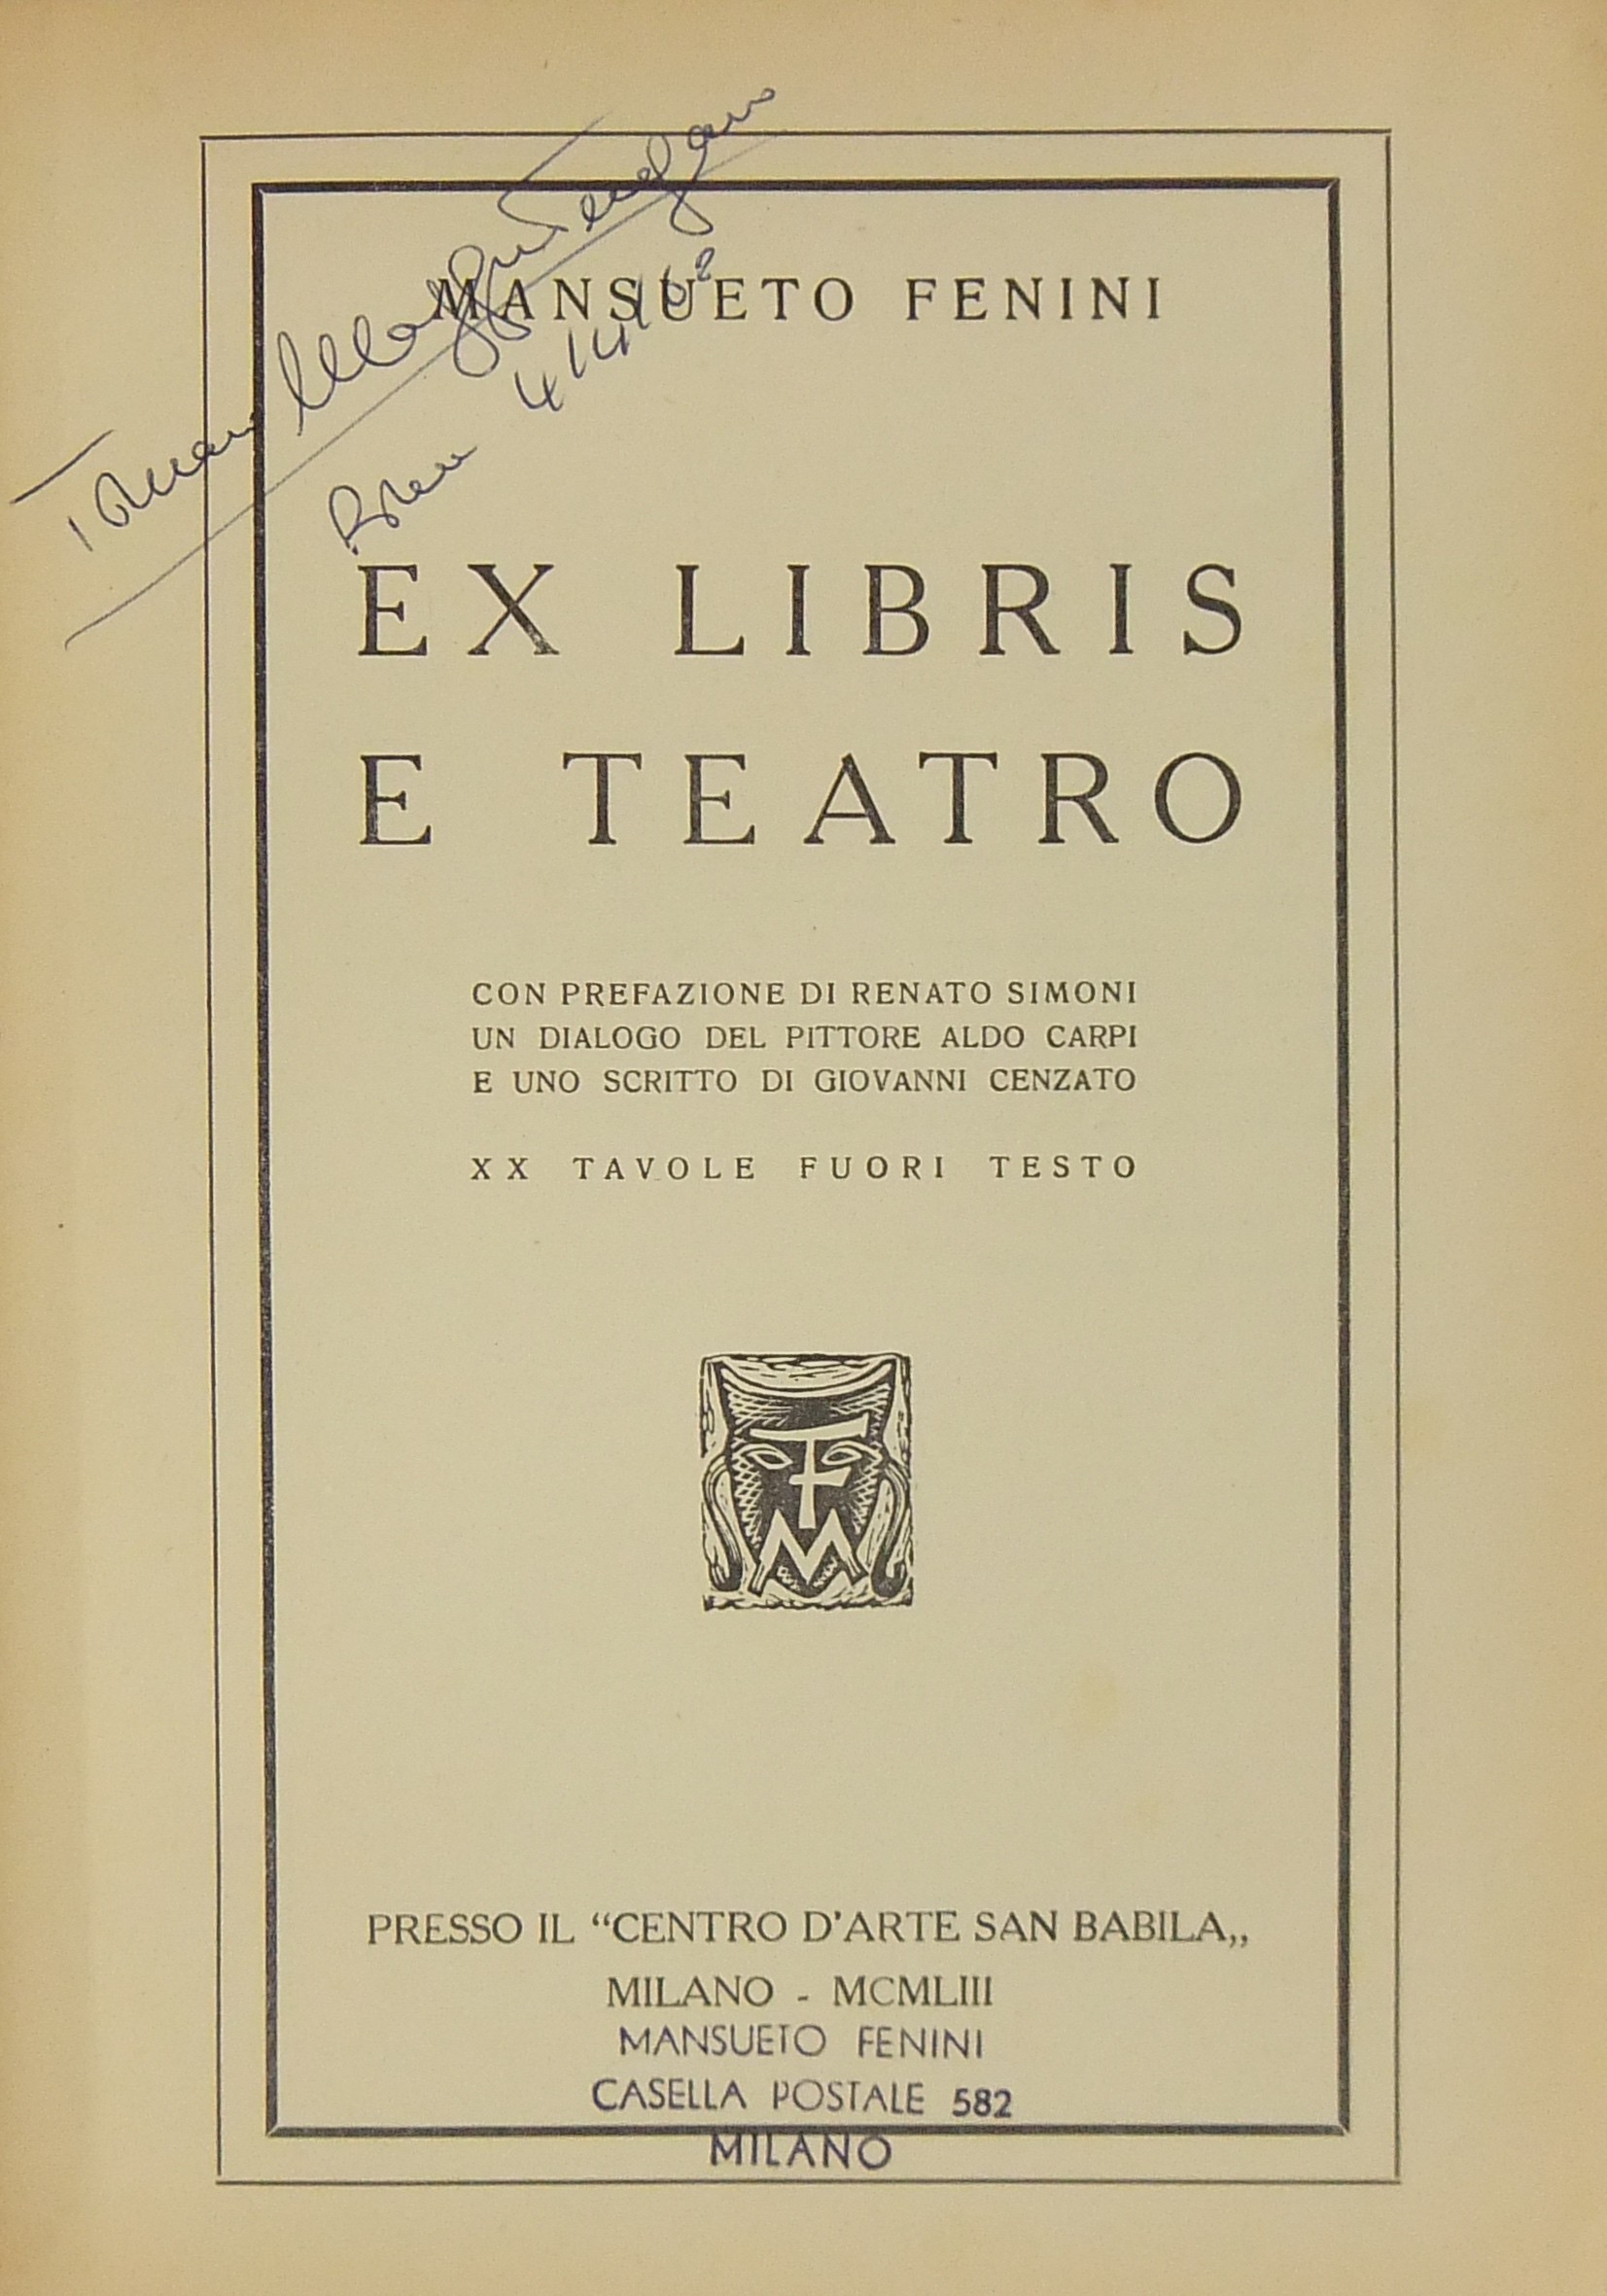 MANSUETO FENINI
EX LIBRIS
E TEATRO
CON PREFAZIONE DI RENATO SIMONI
UN DIALOGO DEL PITTORE ALDO CARPI
E UNO SCRITTO DI GIOVANNI CENZATO
XX TAVOLE FUORI TESTO
FM
PRESSO IL “CENTRO D'ARTE SAN BABILA„
MILANO - MCMLIII
MANSUETO FENINI
CASELLA POSTALE 582
MILANO